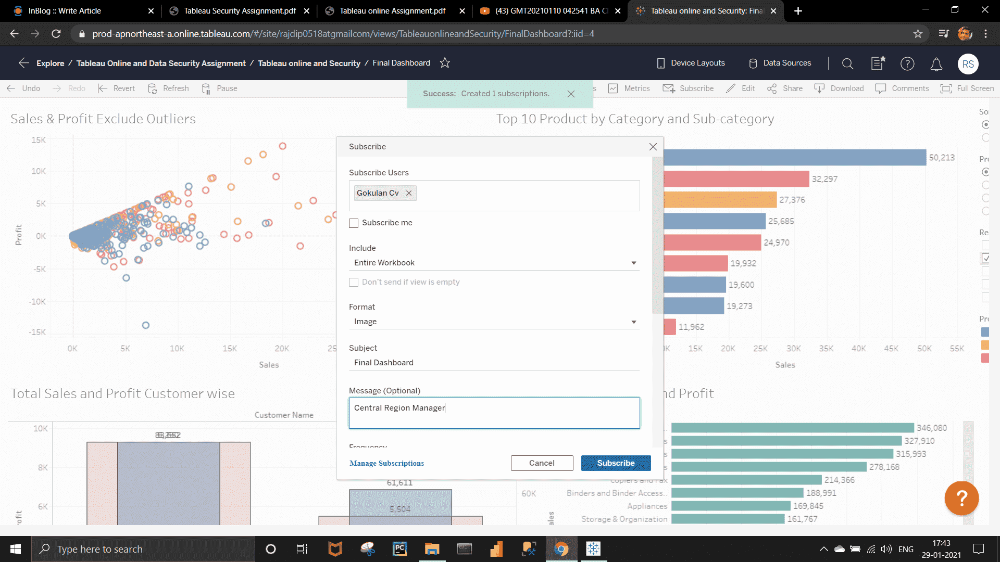 InBlog :: Write Article
Tableau Security Assignment.pdf
Tableau online Assignment.pdf
(43) GMT20210110 042541 BA Cl
Tableau online and Security: Final
prod-apnortheast-a.online.tableau.com/#/site/rajdip0518atgmailcom/views/TableauonlineandSecurity/FinalDashboard?:iid=4
Explore / Tableau Online and Data Security Assignment / Tableau online and Security / Final Dashboard
Device Layouts
Data Sources
RS
Undo
Redo
Revert
Refresh
Pause
Success: Created 1 subscriptions.
s
Metrics
Subscribe
Edit
Share
Download
Comments
Full Screen
Sales & Profit Exclude Outliers
15K
10K
5K
0K
-5K
-10K
-15K
Profit
0K
5K
10K
15K
20K
25
Sales
Top 10 Product by Category and Sub-category
50,213
32,297
27,376
25,685
24,970
19,932
19,600
19,273
11,962
15K
20K
25K
30K
35K
40K
45K
50K
55K
Sales
Re
Subscribe
Subscribe Users
Gokulan Cv
Subscribe me
Include
Entire Workbook
Don't send if view is empty
Format
Image
Subject
Final Dashboard
Message (Optional)
Central Region Manager
Frequency
Manage Subscriptions
Cancel
Subscribe
Total Sales and Profit Customer wise
Customer Name
10K
8K
6K
61,611
5,504
nd Profit
346,080
327,910
315,993
278,168
Copiers and Fax
214,366
Binders and Binder Access..
188,991
Appliances
169,845
Storage & Organization
161,767
60K
ales
?
Type here to search
ENG
17:43
29-01-2021